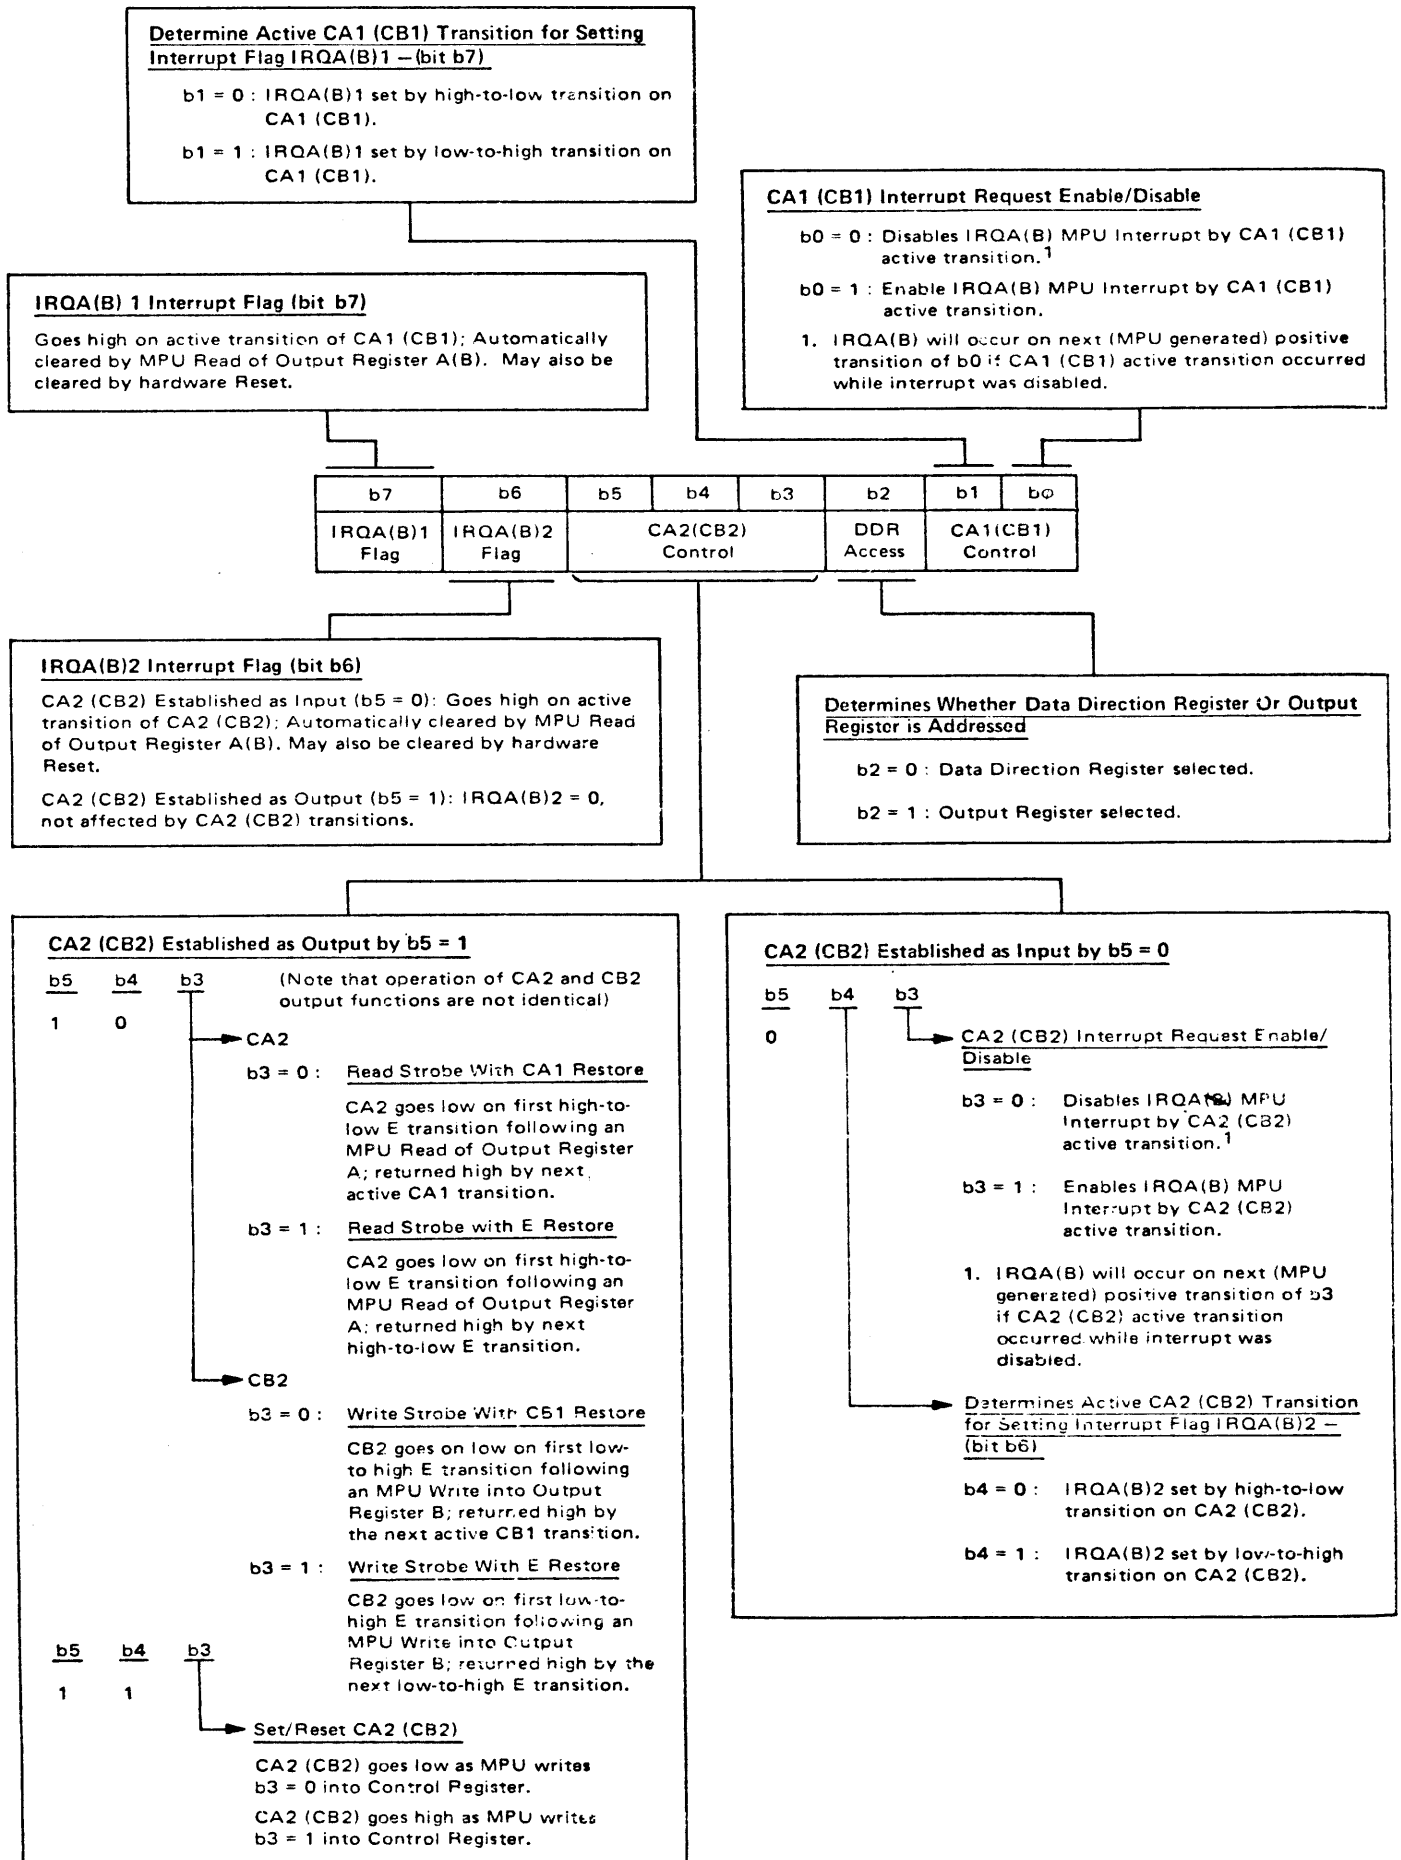 Determine Active CA1 (CB1) Transition for Setting
Interrupt Flag IRQA(B)1 – (bit b7)
b1 = 0 : IRQA(B)1 set by high-to-low transition on
CA1 (CB1).
b1 = 1 : IRQA(B)1 set by low-to-high transition on
CA1 (CB1).
CA1 (CB1) Interrupt Request Enable/Disable
b0 = 0 : Disables IRQA(B) MPU Interrupt by CA1 (CB1)
active transition.1
b0 = 1 : Enable IRQA(B) MPU Interrupt by CA1 (CB1)
active transition.
1. IRQA(B) will occur on next (MPU generated) positive
transition of b0 if CA1 (CB1) active transition occurred
while interrupt was disabled.
IRQA(B) 1 Interrupt Flag (bit b7)
Goes high on active transition of CA1 (CB1); Automatically
cleared by MPU Read of Output Register A(B). May also be
cleared by hardware Reset.
b7 b6 b5 b4 b3 b2 b1 b0
IRQA(B)1 IRQA(B)2 CA2(CB2) DDR CA1(CB1)
Flag Flag Control Access Control
IRQA(B)2 Interrupt Flag (bit b6)
CA2 (CB2) Established as Input (b5 = 0): Goes high on active
transition of CA2 (CB2); Automatically cleared by MPU Read
of Output Register A(B). May also be cleared by hardware
Reset.
CA2 (CB2) Established as Output (b5 = 1): IRQA(B)2 = 0,
not affected by CA2 (CB2) transitions.
Determines Whether Data Direction Register Or Output
Register is Addressed
b2 = 0 : Data Direction Register selected.
b2 = 1 : Output Register selected.
CA2 (CB2) Established as Output by b5 = 1
b5 b4 b3 (Note that operation of CA2 and CB2
output functions are not identical)
1 0
CA2
b3 = 0 : Read Strobe With CA1 Restore
CA2 goes low on first high-to-
low E transition following an
MPU Read of Output Register
A; returned high by next
active CA1 transition.
b3 = 1 : Read Strobe with E Restore
CA2 goes low on first high-to-
low E transition following an
MPU Read of Output Register
A; returned high by next
high-to-low E transition.
CB2
b3 = 0 : Write Strobe With CB1 Restore
CB2 goes on low on first low-
to high E transition following
an MPU Write into Output
Register B; returned high by
the next active CB1 transition.
b3 = 1 : Write Strobe With E Restore
CB2 goes low on first low-to-
high E transition following an
MPU Write into Output
Register B; returned high by the
next low-to-high E transition.
b5 b4 b3
1 1
Set/Reset CA2 (CB2)
CA2 (CB2) goes low as MPU writes
b3 = 0 into Control Register.
CA2 (CB2) goes high as MPU writes
b3 = 1 into Control Register.
CA2 (CB2) Established as Input by b5 = 0
b5 b4 b3
0
CA2 (CB2) Interrupt Request Enable/
Disable
b3 = 0 : Disables IRQA(B) MPU
Interrupt by CA2 (CB2)
active transition.1
b3 = 1 : Enables IRQA(B) MPU
Interrupt by CA2 (CB2)
active transition.
1. IRQA(B) will occur on next (MPU
generated) positive transition of b3
if CA2 (CB2) active transition
occurred while interrupt was
disabled.
Determines Active CA2 (CB2) Transition
for Setting Interrupt Flag IRQA(B)2 –
(bit b6)
b4 = 0 : IRQA(B)2 set by high-to-low
transition on CA2 (CB2).
b4 = 1 : IRQA(B)2 set by low-to-high
transition on CA2 (CB2).